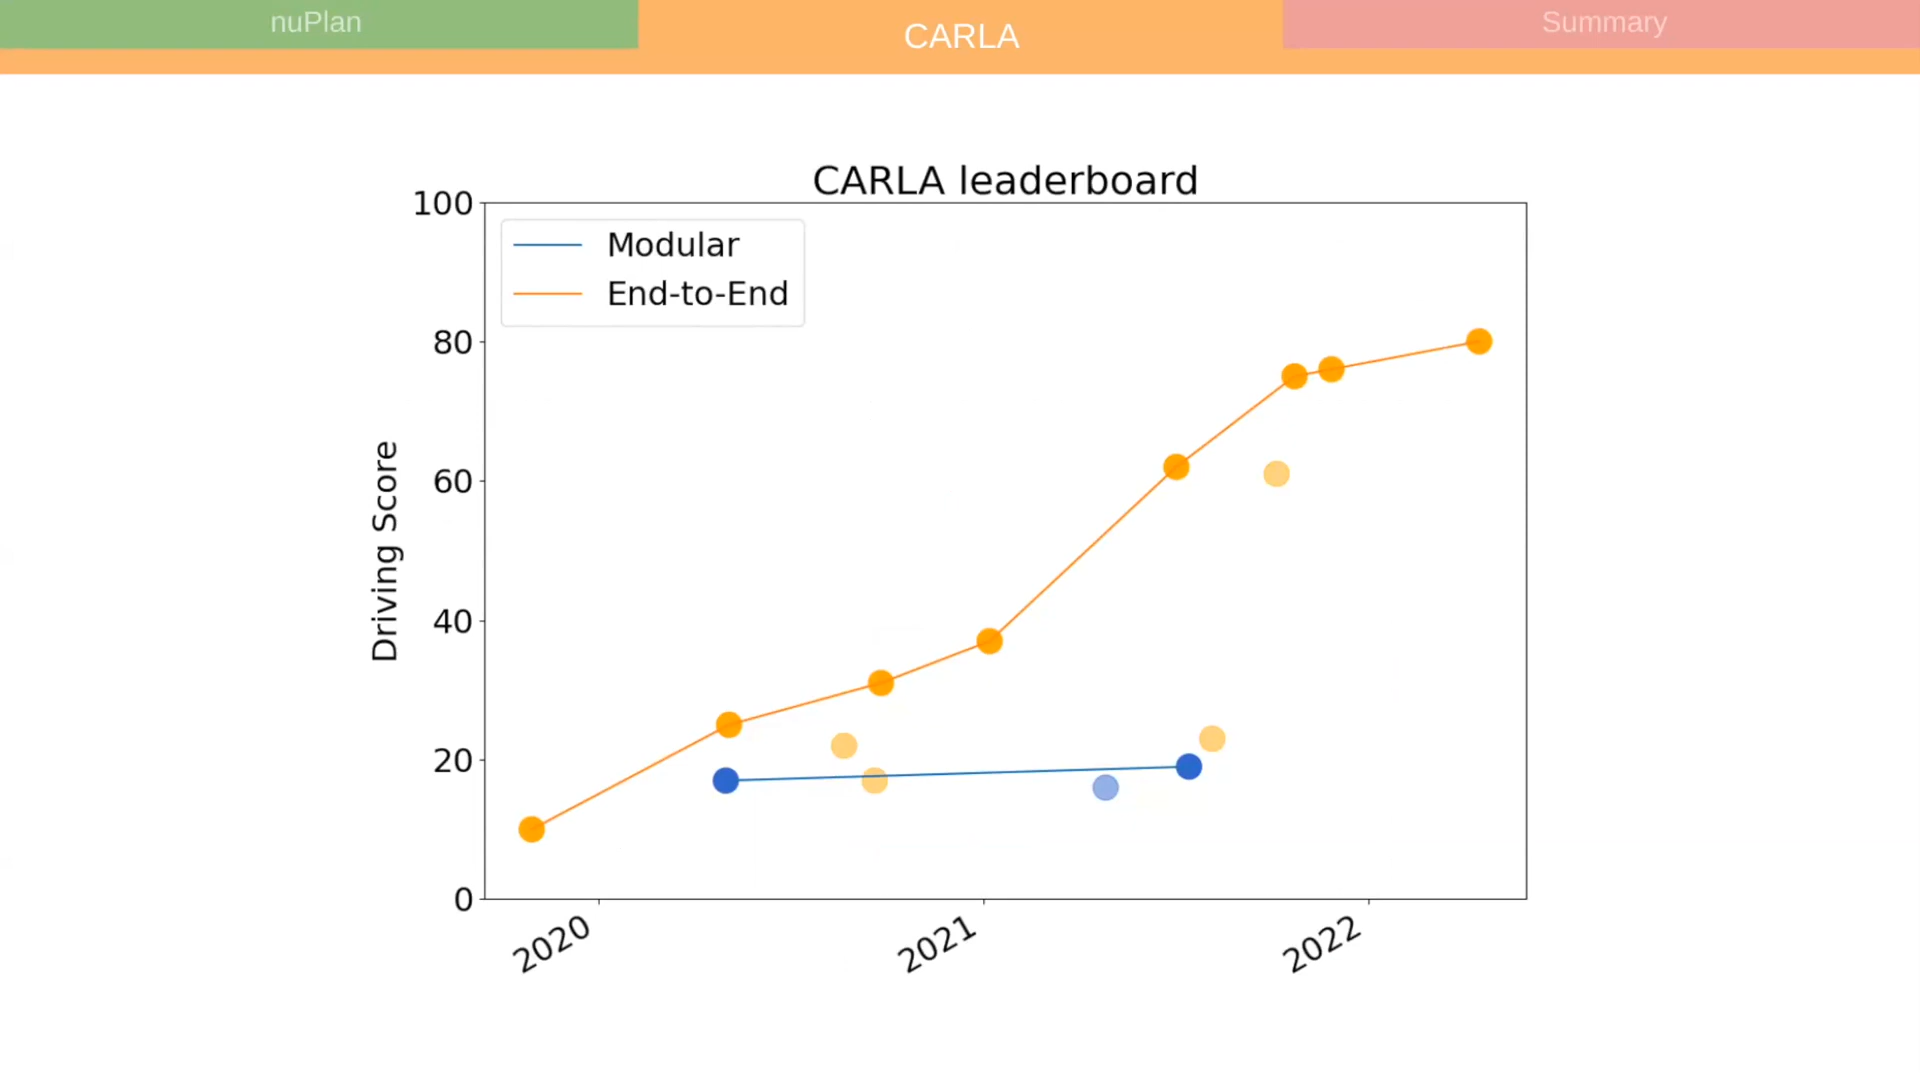 nuPlan
CARLA
Summary
CARLA leaderboard
100
80
60
40
20
0
Driving Score
Modular
End-to-End
2020
2021
2022